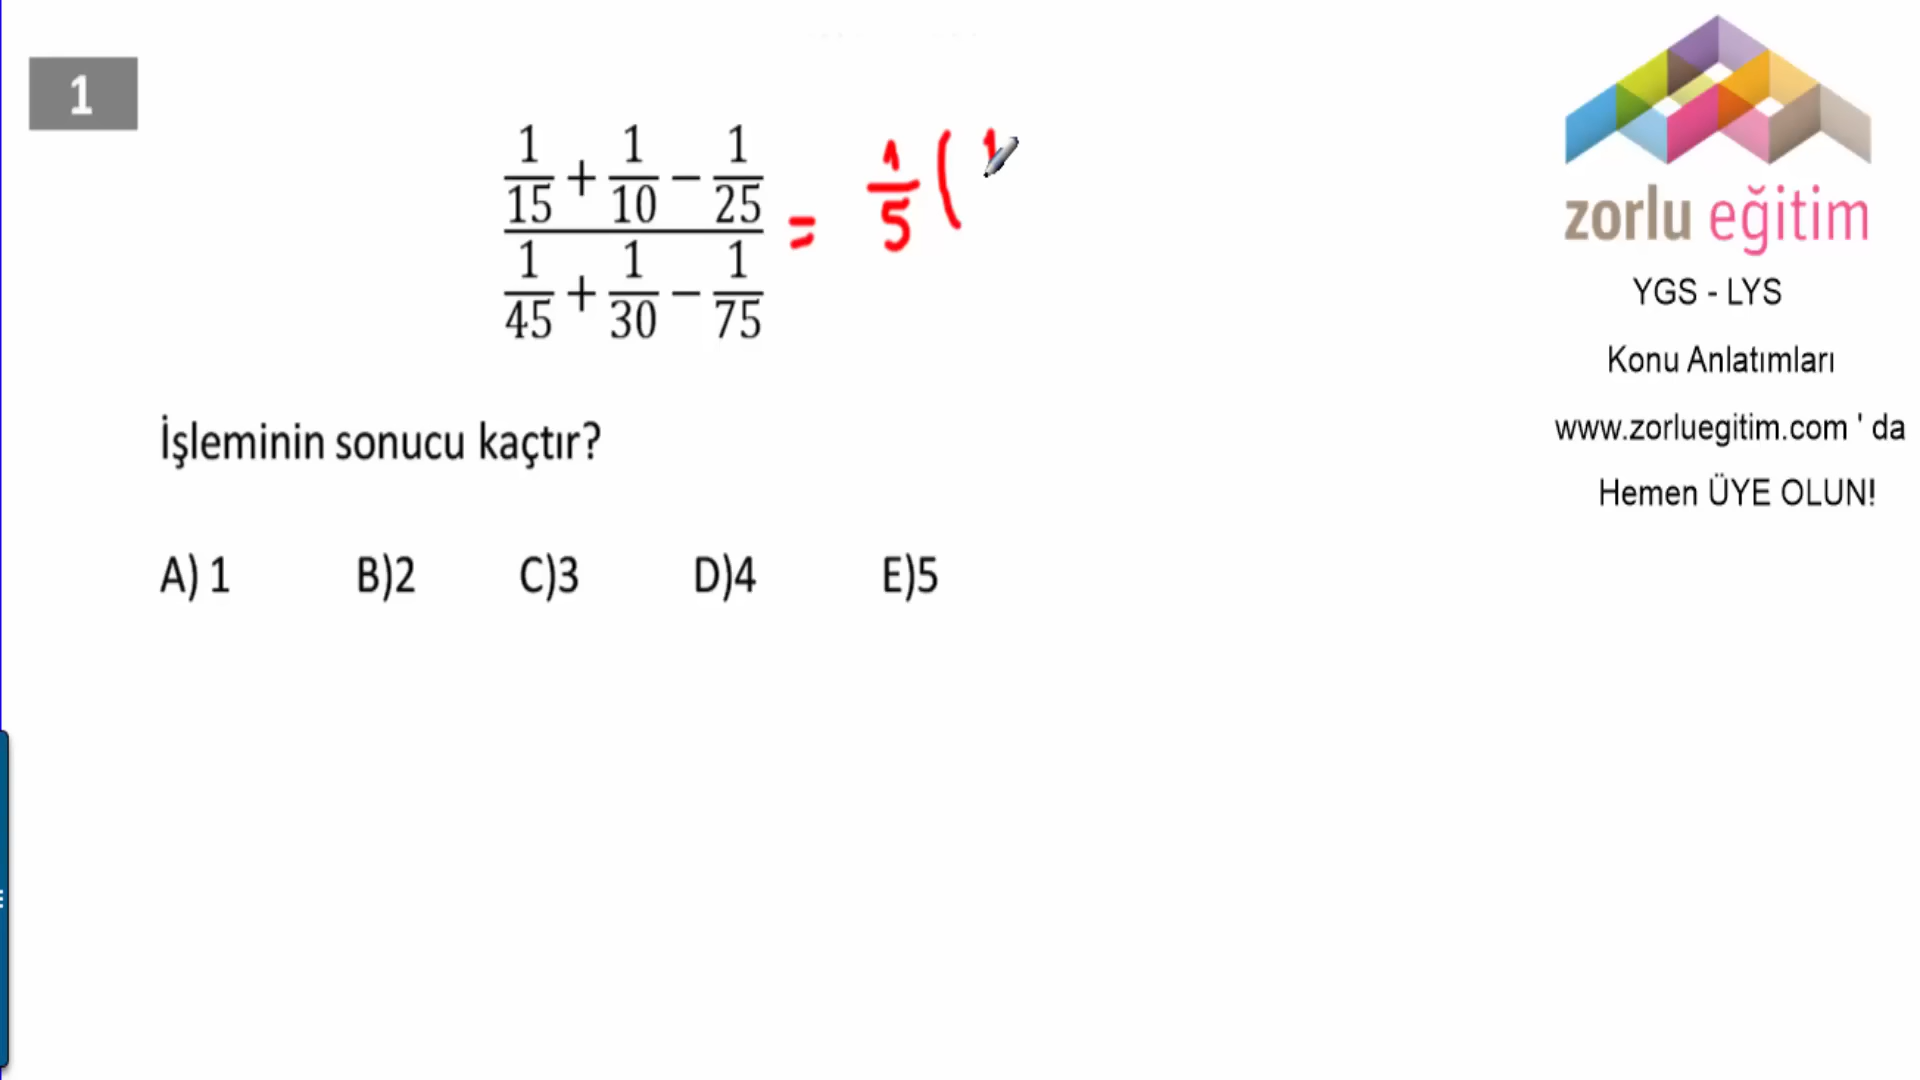 1
1/15 + 1/10 − 1/25
1/45 + 1/30 − 1/75
= 1/5 ( 1
İşleminin sonucu kaçtır?
A) 1 B)2 C)3 D)4 E)5
zorlu eğitim
YGS - LYS
Konu Anlatımları
www.zorluegitim.com ' da
Hemen ÜYE OLUN!